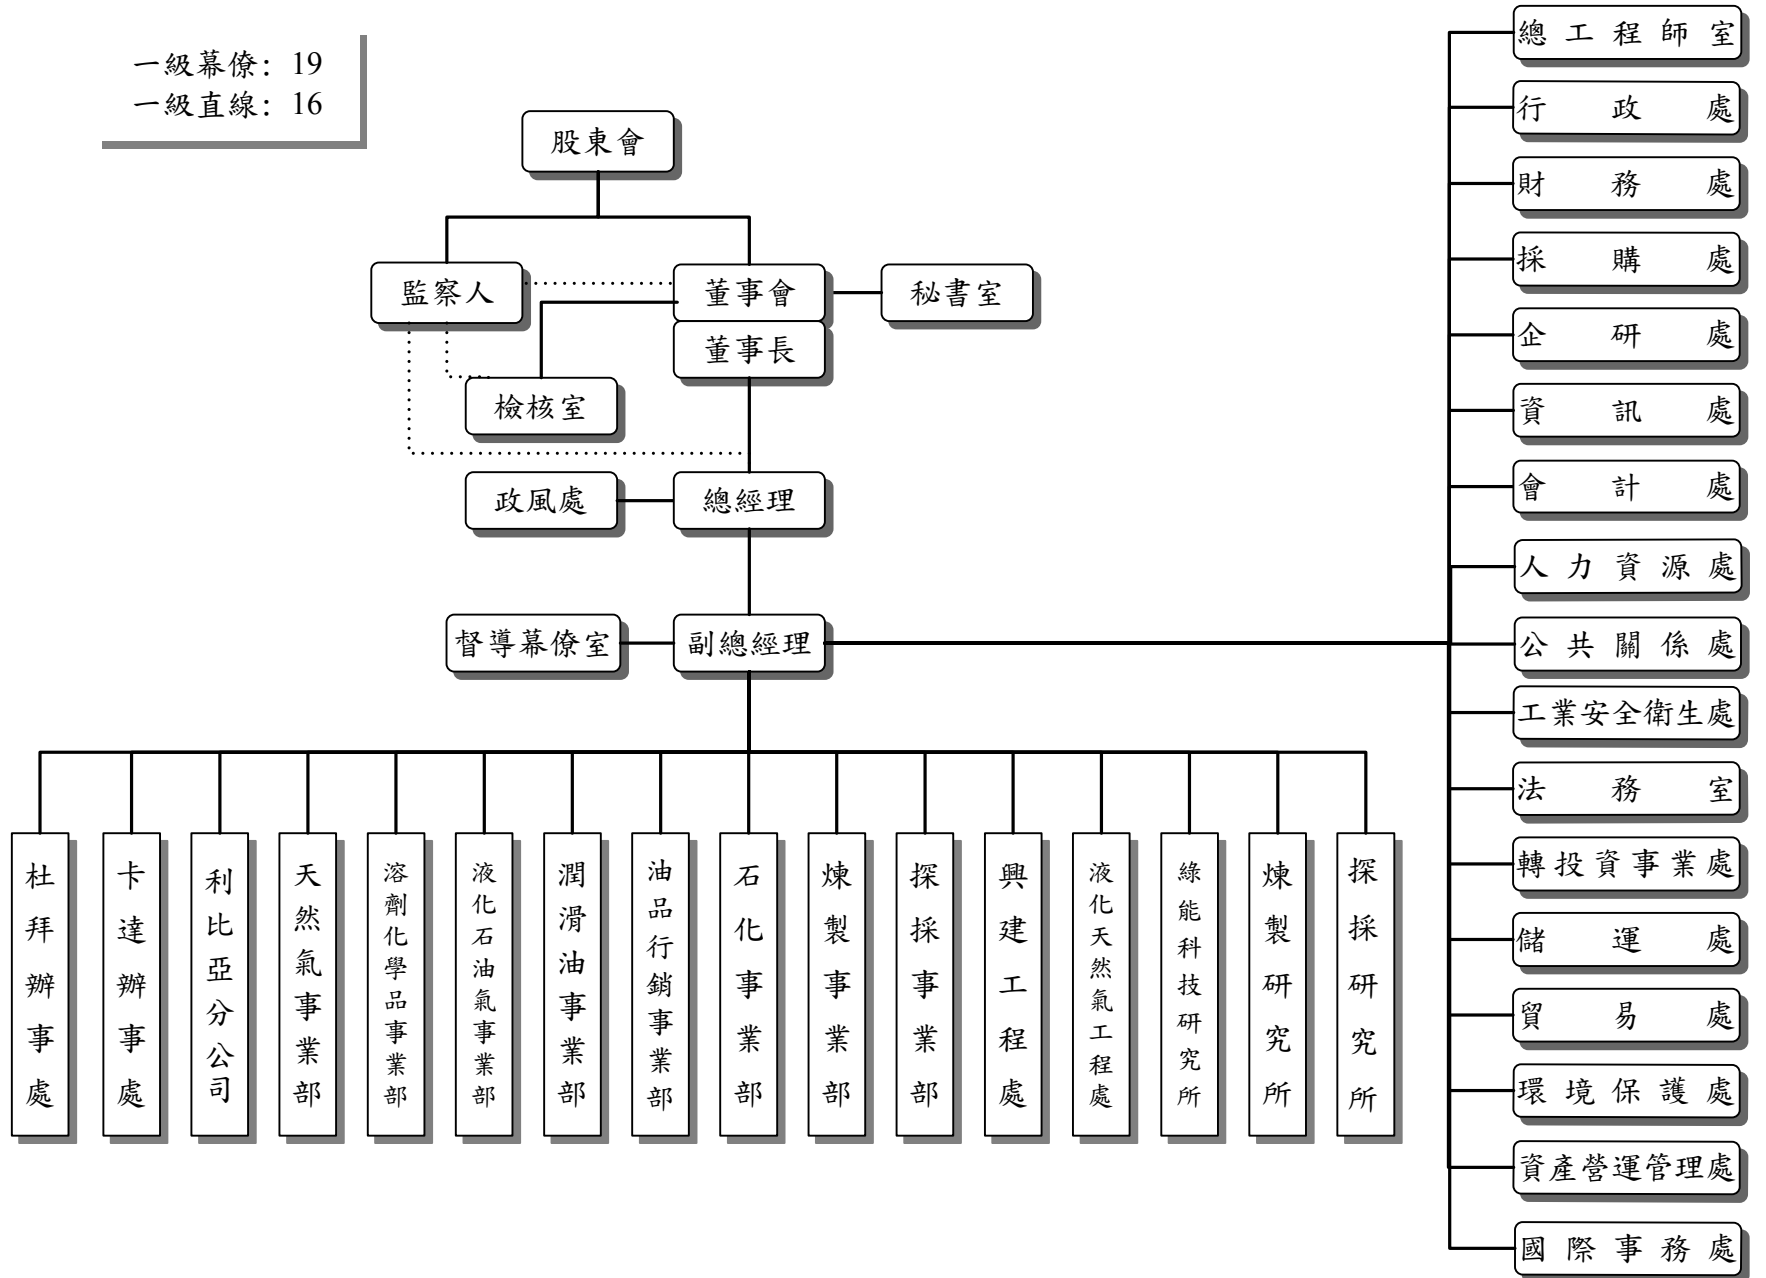 一級幕僚：19
一級直線：16
股東會
監察人
董事會
秘書室
董事長
檢核室
政風處
總經理
督導幕僚室
副總經理
總工程師室
行政處
財務處
採購處
企研處
資訊處
會計處
人力資源處
公共關係處
工業安全衛生處
法務室
轉投資事業處
儲運處
貿易處
環境保護處
資產營運管理處
國際事務處
杜拜辦事處
卡達辦事處
利比亞分公司
天然氣事業部
溶劑化學品事業部
液化石油氣事業部
潤滑油事業部
油品行銷事業部
石化事業部
煉製事業部
探採事業部
興建工程處
液化天然氣工程處
綠能科技研究所
煉製研究所
探採研究所